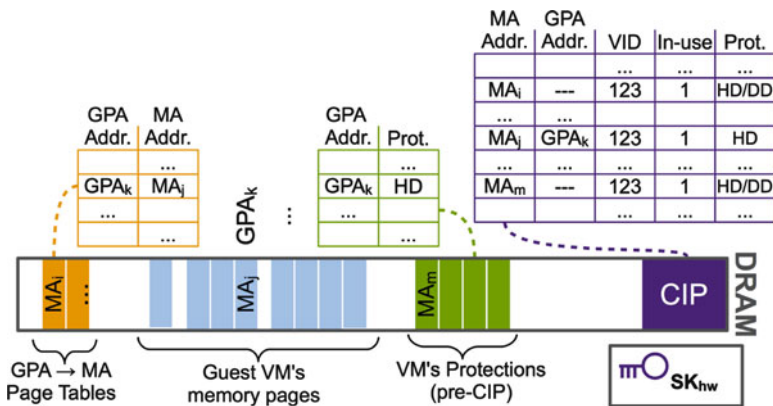 MA Addr. GPA Addr. VID In-use Prot.
... ... ...
MAi --- 123 1 HD/DD
... ...
MAj GPAk 123 1 HD
... ... ...
MAm --- 123 1 HD/DD
... ... ...
GPA Addr. MA Addr.
...
GPAk MAj
...
...
GPAk
...
GPA Addr. Prot.
...
GPAk HD
...
...
MAi
...
MAj
MAm
CIP
DRAM
GPA → MA
Page Tables
Guest VM's
memory pages
VM's Protections
(pre-CIP)
SKhw